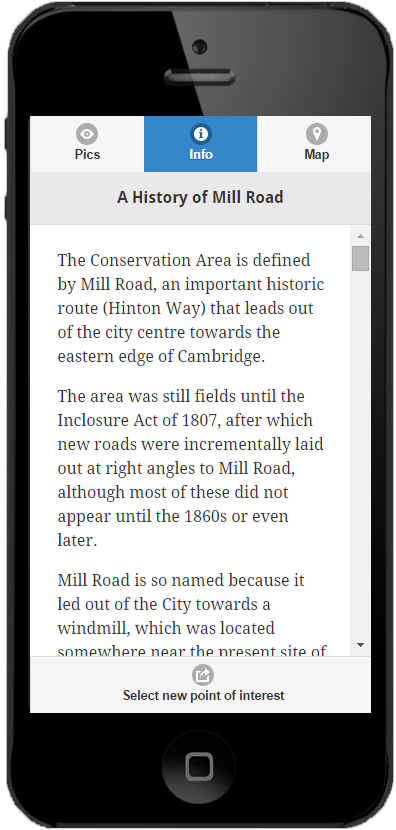 Pics Info Map
A History of Mill Road
The Conservation Area is defined
by Mill Road, an important historic
route (Hinton Way) that leads out
of the city centre towards the
eastern edge of Cambridge.
The area was still fields until the
Inclosure Act of 1807, after which
new roads were incrementally laid
out at right angles to Mill Road,
although most of these did not
appear until the 1860s or even
later.
Mill Road is so named because it
led out of the City towards a
windmill, which was located
somewhere near the present site of
Select new point of interest